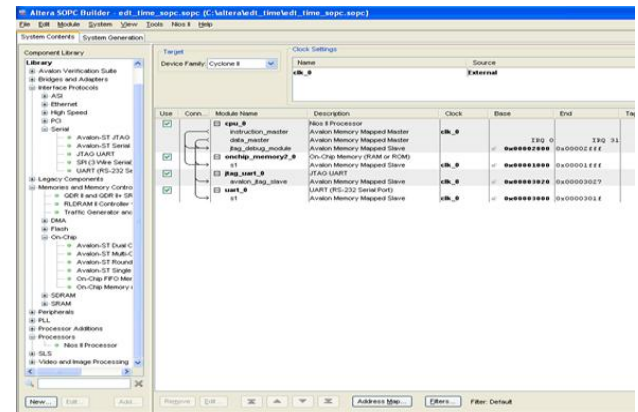 Altera SOPC Builder - edt_time_sopc.sopc (C:\altera\edt_time\edt_time_sopc.sopc)
File Edit Module System View Tools Nios II Help
System Contents System Generation
Component Library
Library
Avalon Verification Suite
Bridges and Adapters
Interface Protocols
ASI
Ethernet
High Speed
PCI
Serial
Avalon-ST JTAG
Avalon-ST Serial
JTAG UART
SPI (3 Wire Serial)
UART (RS-232 Se
Legacy Components
Memories and Memory Contro
QDR II and QDR II+ SR
RLDRAM II Controller
Traffic Generator and
DMA
Flash
On-Chip
Avalon-ST Dual C
Avalon-ST Multi-C
Avalon-ST Round
Avalon-ST Single
On-Chip FIFO Mer
On-Chip Memory
SDRAM
SRAM
Peripherals
PLL
Processor Additions
Processors
Nios II Processor
SLS
Video and Image Processing
New... Edit... Add...
Target
Device Family: Cyclone II
Clock Settings
Name Source
clk_0 External
Use Conn... Module Name Description Clock Base End Tag
cpu_0 Nios II Processor
instruction_master Avalon Memory Mapped Master clk_0
data_master Avalon Memory Mapped Master IRQ 0 IRQ 31
jtag_debug_module Avalon Memory Mapped Slave 0x00002800 0x00002fff
onchip_memory2_0 On-Chip Memory (RAM or ROM)
s1 Avalon Memory Mapped Slave clk_0 0x00001000 0x00001fff
jtag_uart_0 JTAG UART
avalon_jtag_slave Avalon Memory Mapped Slave clk_0 0x00003020 0x00003027
uart_0 UART (RS-232 Serial Port)
s1 Avalon Memory Mapped Slave clk_0 0x00003000 0x0000301f
Remove Edit... Address Map... Filters... Filter: Default